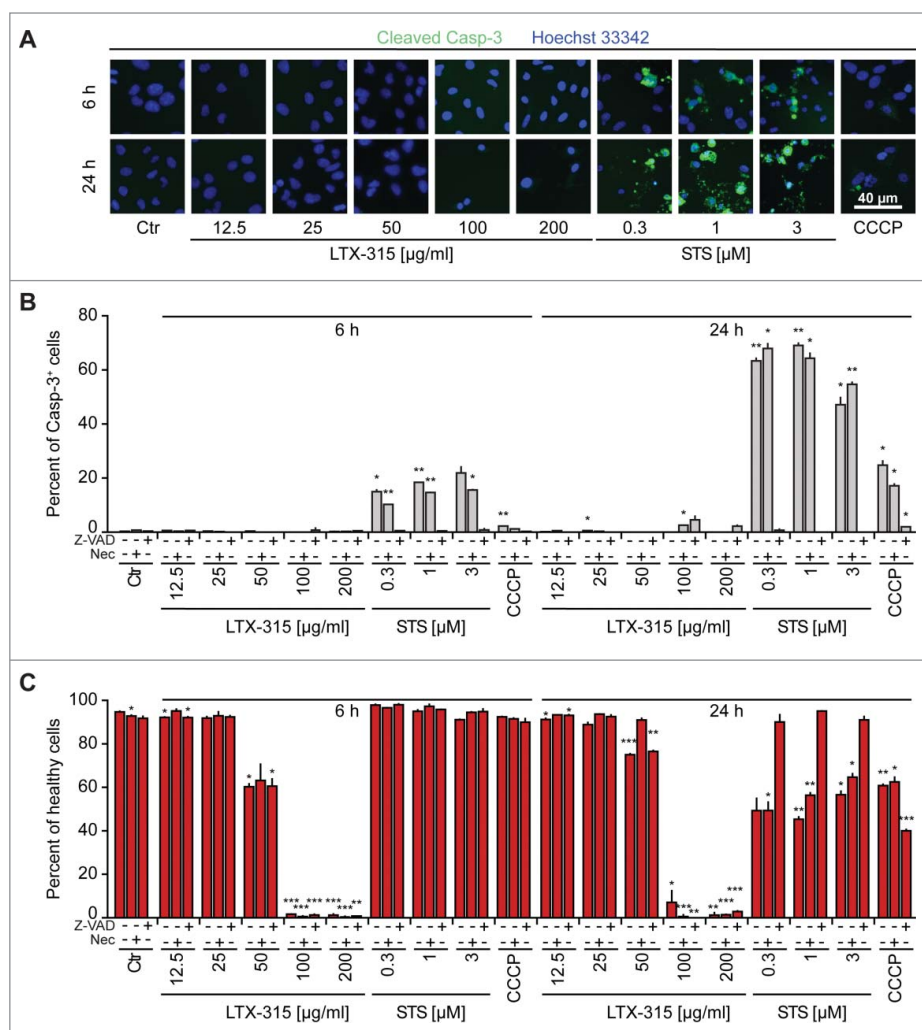 A
Cleaved Casp-3 Hoechst 33342
6 h
24 h
40 µm
Ctr 12.5 25 50 100 200 0.3 1 3 CCCP
LTX-315 [µg/ml] STS [µM]
B
Percent of Casp-3⁺ cells
80
60
40
20
0
6 h 24 h
* ** ** ** * ** * * ** * ** * * ** * * *
Z-VAD - - + - - + - - + - - + - - + - - + - - + - - + - - + - - + - - + - - + - - + - - + - - + - - + - - + - - + - - +
Nec - + - - + - - + - - + - - + - - + - - + - - + - - + - - + - - + - - + - - + - - + - - + - - + - - + - - + - - + -
Ctr 12.5 25 50 100 200 0.3 1 3 CCCP 12.5 25 50 100 200 0.3 1 3 CCCP
LTX-315 [µg/ml] STS [µM] LTX-315 [µg/ml] STS [µM]
C
Percent of healthy cells
100
80
60
40
20
0
6 h 24 h
* * * * * *** *** *** *** *** ** * * *** ** * *** ** ** *** *** * ** ** * * ** * ***
Z-VAD - - + - - + - - + - - + - - + - - + - - + - - + - - + - - + - - + - - + - - + - - + - - + - - + - - + - - + - - +
Nec - + - - + - - + - - + - - + - - + - - + - - + - - + - - + - - + - - + - - + - - + - - + - - + - - + - - + - - + -
Ctr 12.5 25 50 100 200 0.3 1 3 CCCP 12.5 25 50 100 200 0.3 1 3 CCCP
LTX-315 [µg/ml] STS [µM] LTX-315 [µg/ml] STS [µM]